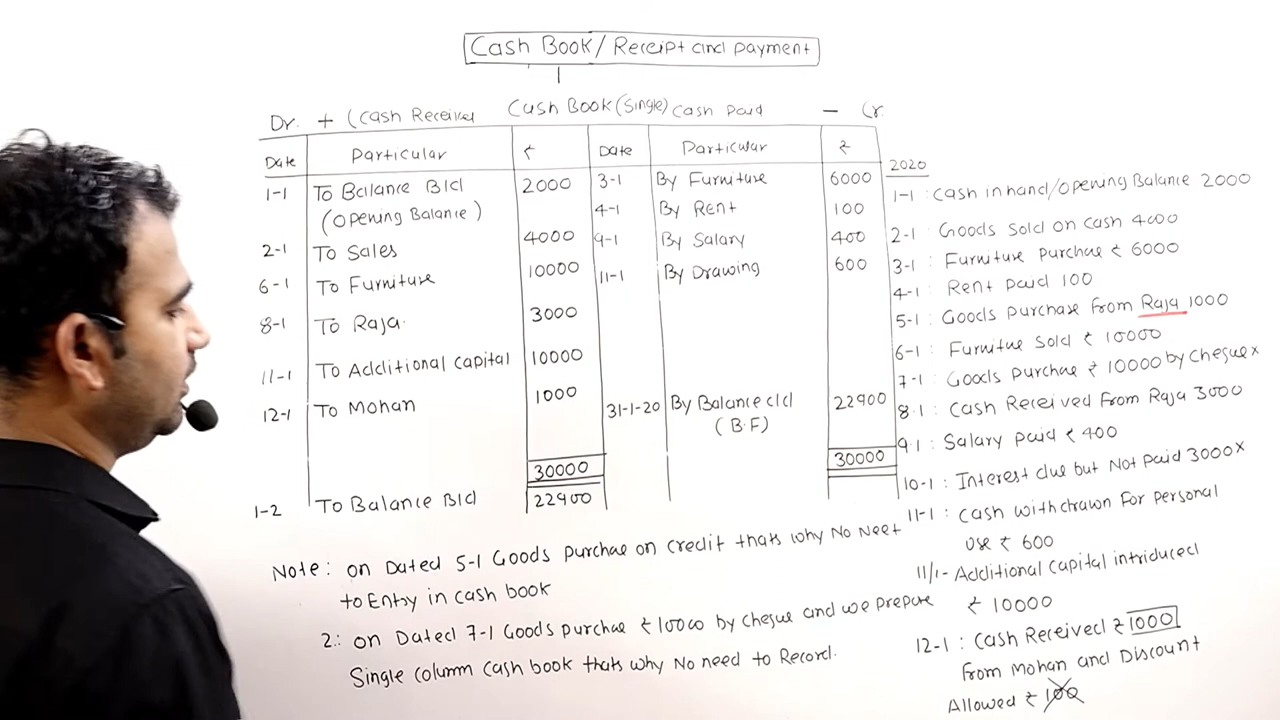 Cash Book/Receipt and payment
Cash Book (Single)
Dr. + (Cash Received Cash Paid - Cr.
Date Particular ₹ Date Particular ₹
1-1 To Balance B/d 2000 3-1 By Furniture 6000
(Opening Balance) 4-1 By Rent 100
2-1 To Sales 4000 9-1 By Salary 400
6-1 To Furniture 10000 11-1 By Drawing 600
8-1 To Raja 3000
11-1 To Additional Capital 10000
12-1 To Mohan 1000 31-1-20 By Balance c/d 22900
(B.F)
30000 30000
1-2 To Balance B/d 22900
Note: on Dated 5-1 Goods Purchae on credit thats why No Neet
to Entry in cash book
2.: on Dated 7-1 Goods Purchae ₹10000 by cheque and we prepare
Single column cash book thats why No need to Record.
2020
1-1: Cash in hand/Opening Balance 2000
2-1: Goods Sold on cash 4000
3-1: Furniture Purchae ₹ 6000
4-1: Rent paid 100
5-1: Goods purchase from Raja 1000
6-1: Furnitue Sold ₹ 10000
7-1: Goods Purchae ₹ 10000 by Cheque x
8-1: Cash Received From Raja 3000
9-1: Salary Paid ₹ 400
10-1: Interest due but Not Paid 3000 x
11-1: Cash withdrawn For Personal
Use ₹ 600
11/1- Additional Capital intriduced
₹ 10000
12-1: Cash Received ₹ 1000
From Mohan and Discount
Allowed ₹ 100